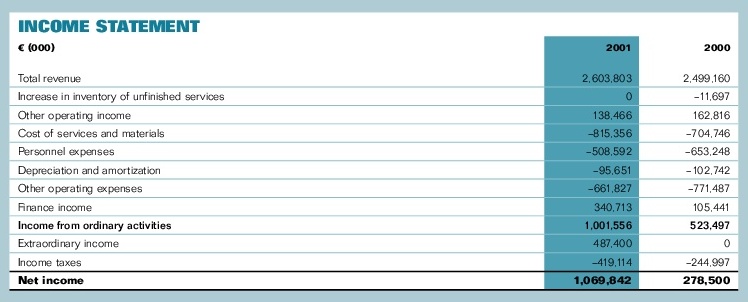 INCOME STATEMENT
€ (000) 2001 2000
Total revenue 2,603,803 2,499,160
Increase in inventory of unfinished services 0 –11,697
Other operating income 138,466 162,816
Cost of services and materials –815,356 –704,746
Personnel expenses –508,592 –653,248
Depreciation and amortization –95,651 –102,742
Other operating expenses –661,827 –771,487
Finance income 340,713 105,441
Income from ordinary activities 1,001,556 523,497
Extraordinary income 487,400 0
Income taxes –419,114 –244,997
Net income 1,069,842 278,500